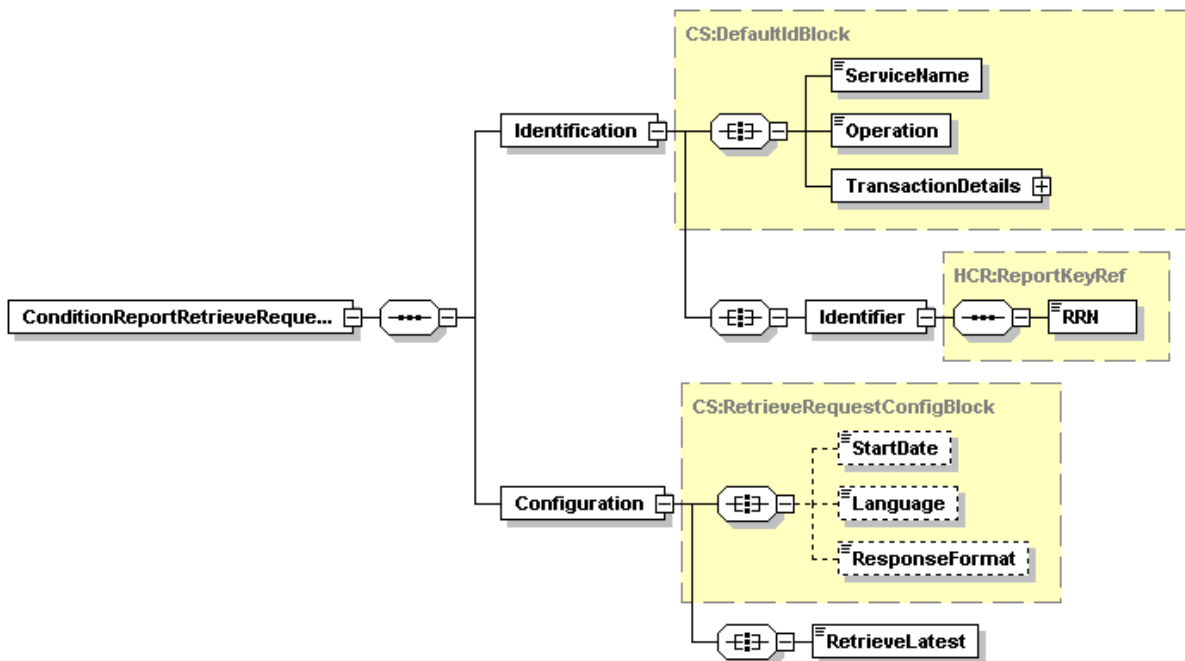 CS:DefaultIdBlock
ServiceName
Identification
Operation
TransactionDetails
HCR:ReportKeyRef
ConditionReportRetrieveReque...
Identifier
RRN
CS:RetrieveRequestConfigBlock
StartDate
Configuration
Language
ResponseFormat
RetrieveLatest